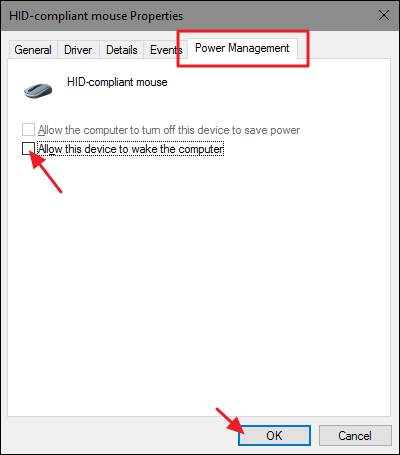 HID-compliant mouse Properties
General Driver Details Events Power Management
HID-compliant mouse
Allow the computer to turn off this device to save power
Allow this device to wake the computer
OK Cancel